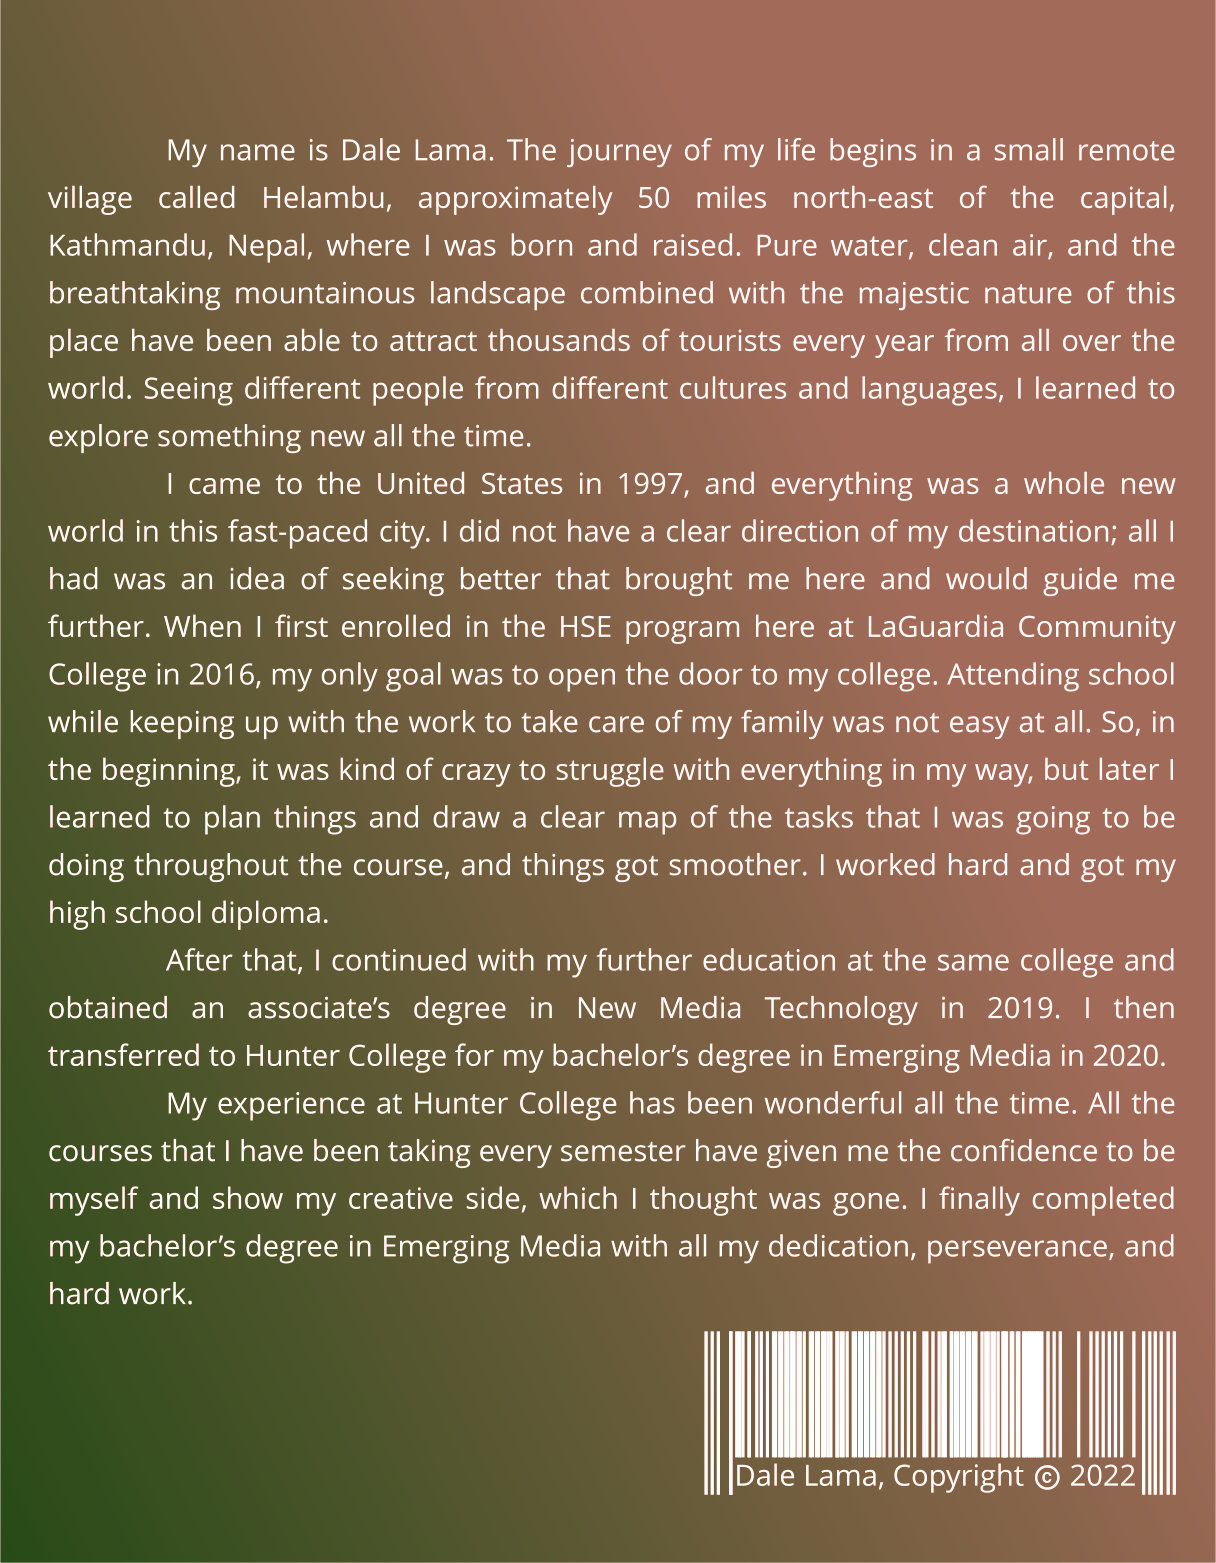 My name is Dale Lama. The journey of my life begins in a small remote
village called Helambu, approximately 50 miles north-east of the capital,
Kathmandu, Nepal, where I was born and raised. Pure water, clean air, and the
breathtaking mountainous landscape combined with the majestic nature of this
place have been able to attract thousands of tourists every year from all over the
world. Seeing different people from different cultures and languages, I learned to
explore something new all the time.
I came to the United States in 1997, and everything was a whole new
world in this fast-paced city. I did not have a clear direction of my destination; all I
had was an idea of seeking better that brought me here and would guide me
further. When I first enrolled in the HSE program here at LaGuardia Community
College in 2016, my only goal was to open the door to my college. Attending school
while keeping up with the work to take care of my family was not easy at all. So, in
the beginning, it was kind of crazy to struggle with everything in my way, but later I
learned to plan things and draw a clear map of the tasks that I was going to be
doing throughout the course, and things got smoother. I worked hard and got my
high school diploma.
After that, I continued with my further education at the same college and
obtained an associate’s degree in New Media Technology in 2019. I then
transferred to Hunter College for my bachelor’s degree in Emerging Media in 2020.
My experience at Hunter College has been wonderful all the time. All the
courses that I have been taking every semester have given me the confidence to be
myself and show my creative side, which I thought was gone. I finally completed
my bachelor’s degree in Emerging Media with all my dedication, perseverance, and
hard work.
Dale Lama, Copyright © 2022